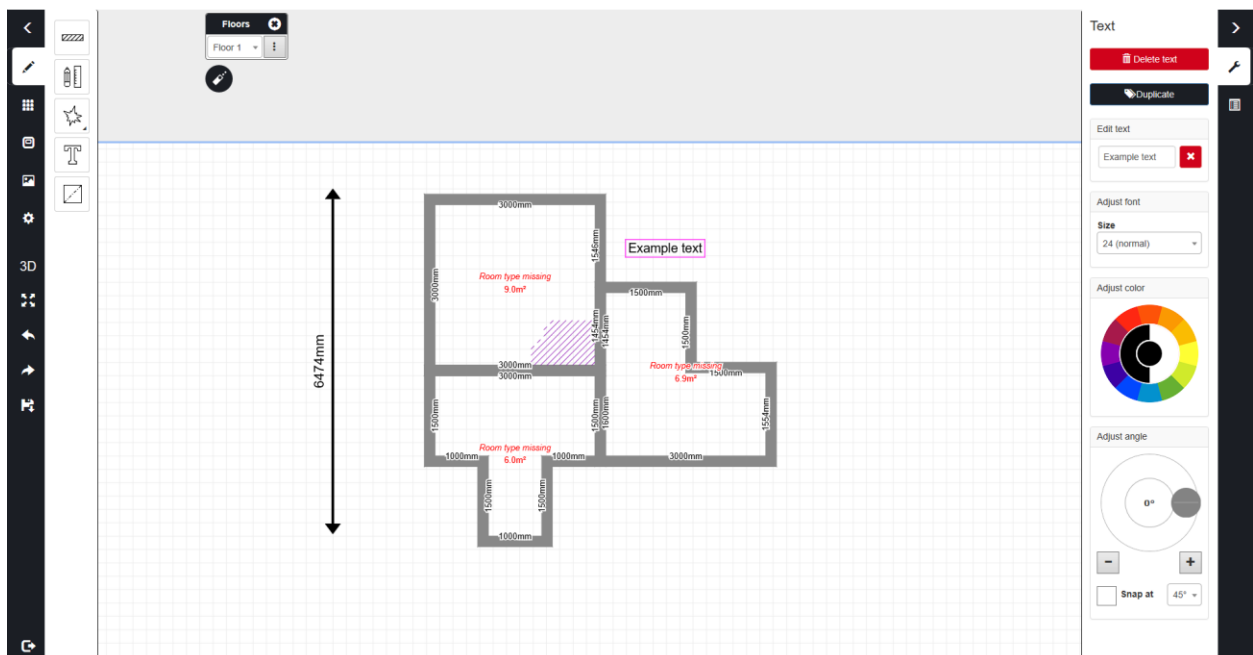 Floors
Floor 1
3D
6474mm
3000mm
3000mm
1546mm
Example text
Room type missing
9.0m²
1454mm
1454mm
1500mm
1500mm
3000mm
3000mm
Room type missing
6.9m²
1500mm
1500mm
1500mm
1600mm
1554mm
Room type missing
6.0m²
1000mm
1000mm
3000mm
1500mm
1500mm
1000mm
Text
Delete text
Duplicate
Edit text
Example text
Adjust font
Size
24 (normal)
Adjust color
Adjust angle
0°
Snap at
45°